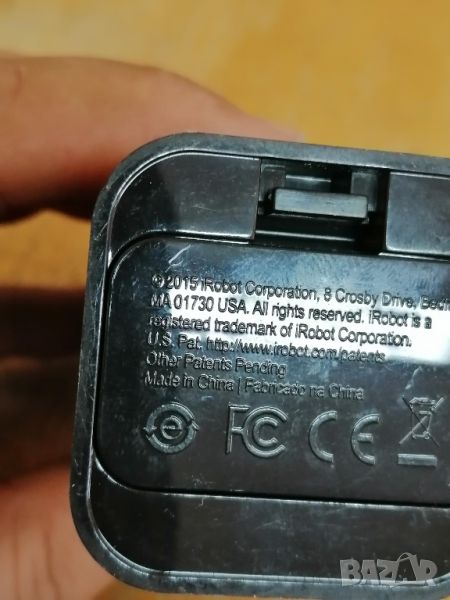 © 2015 iRobot Corporation, 8 Crosby Drive, Bedf
MA 01730 USA. All rights reserved. iRobot is a
registered trademark of iRobot Corporation.
U.S. Pat. http://www.irobot.com/patents
Other Patents Pending
Made in China | Fabricado na China
e FC CE
BAZAR